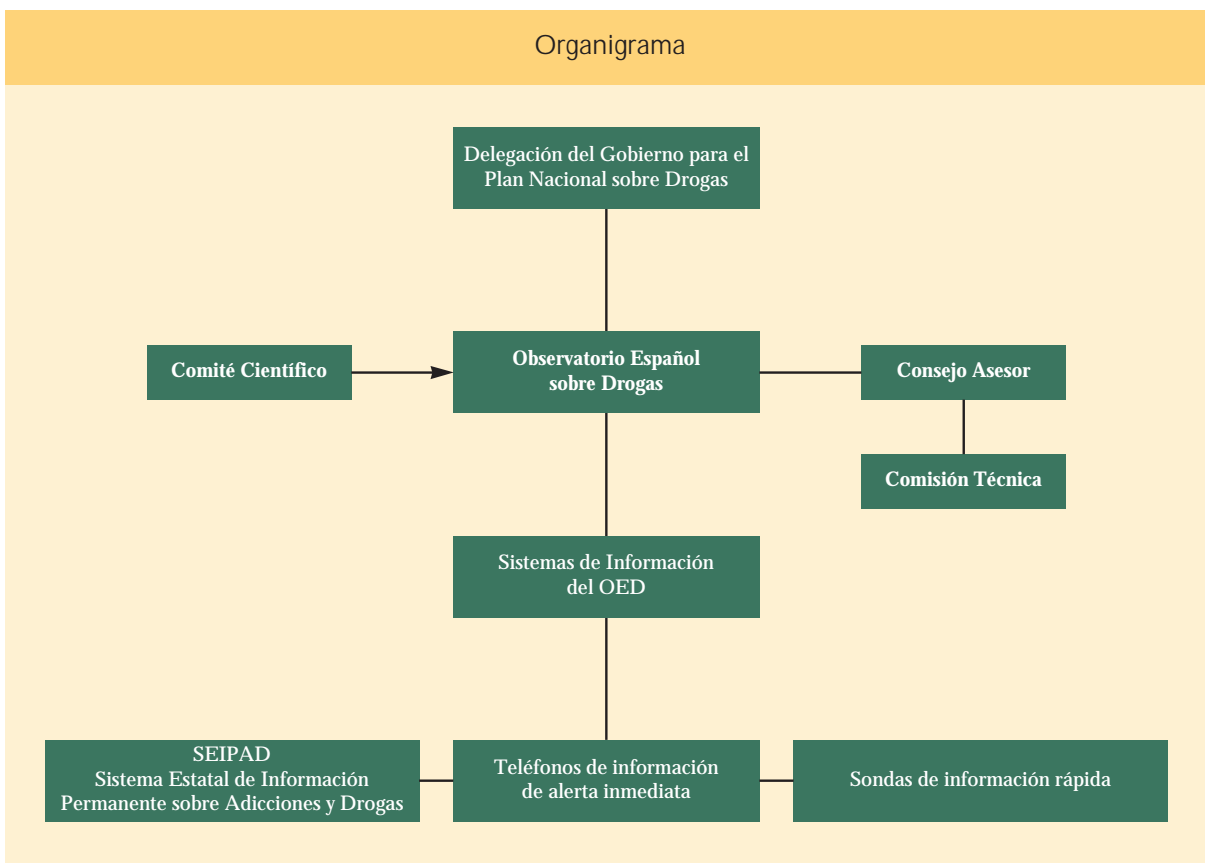 Organigrama
Delegación del Gobierno para el
Plan Nacional sobre Drogas
Comité Científico
Observatorio Español
sobre Drogas
Consejo Asesor
Comisión Técnica
Sistemas de Información
del OED
SEIPAD
Sistema Estatal de Información
Permanente sobre Adicciones y Drogas
Teléfonos de información
de alerta inmediata
Sondas de información rápida